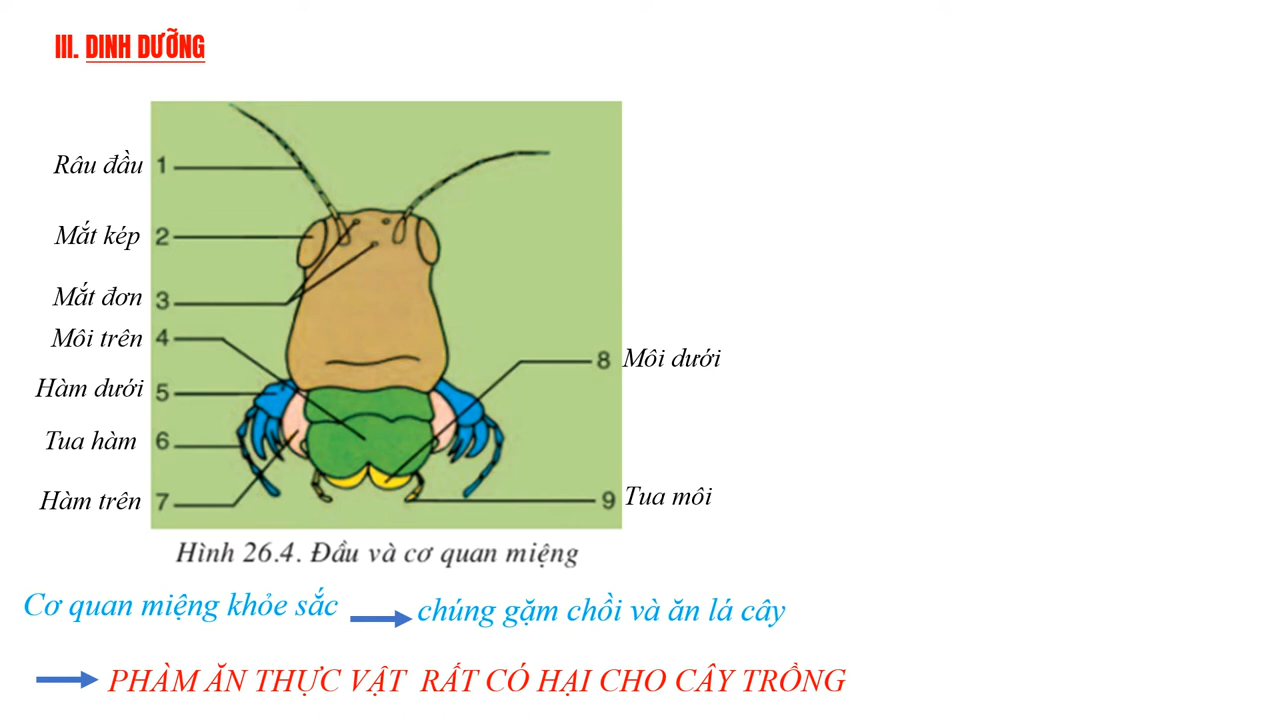 III. DINH DƯỠNG
Râu đầu 1
Mắt kép 2
Mắt đơn 3
Môi trên 4
8 Môi dưới
Hàm dưới 5
Tua hàm 6
Hàm trên 7
9 Tua môi
Hình 26.4. Đầu và cơ quan miệng
Cơ quan miệng khỏe sắc
chúng gặm chồi và ăn lá cây
PHÀM ĂN THỰC VẬT RẤT CÓ HẠI CHO CÂY TRỒNG